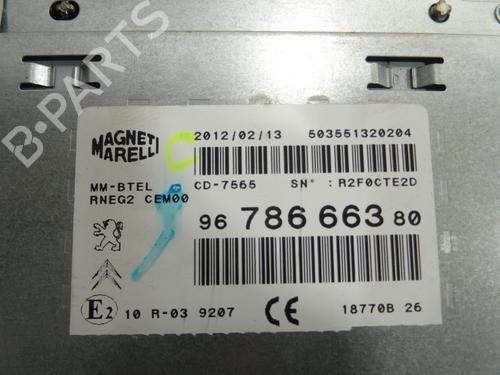 B-PARTS
MAGNETI
MARELLI
C
2012/02/13 503551320204
MM-BTEL CD-7565 SN° : R2F0CTE2D
RNEG2 CEM00
96 786 663 80
E2 10 R-03 9207 CE 18770B 26